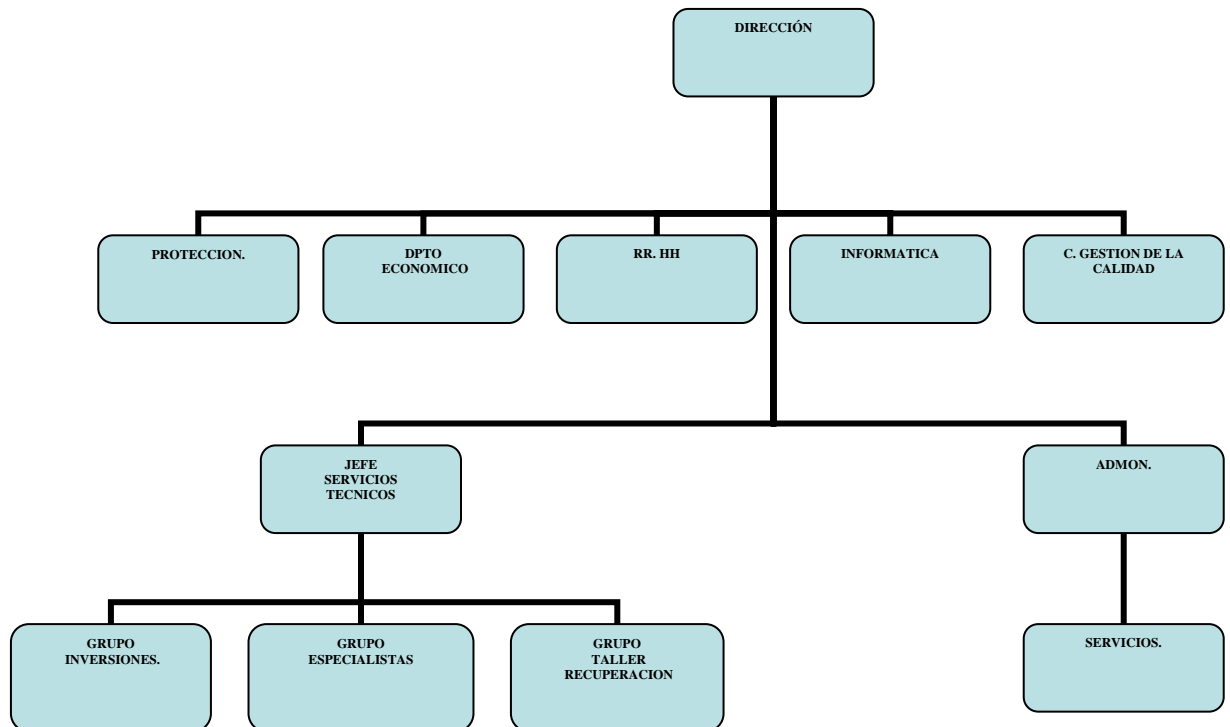 DIRECCIÓN
PROTECCION.
DPTO
ECONOMICO
RR. HH
INFORMATICA
C. GESTION DE LA
CALIDAD
JEFE
SERVICIOS
TECNICOS
ADMON.
GRUPO
INVERSIONES.
GRUPO
ESPECIALISTAS
GRUPO
TALLER
RECUPERACION
SERVICIOS.